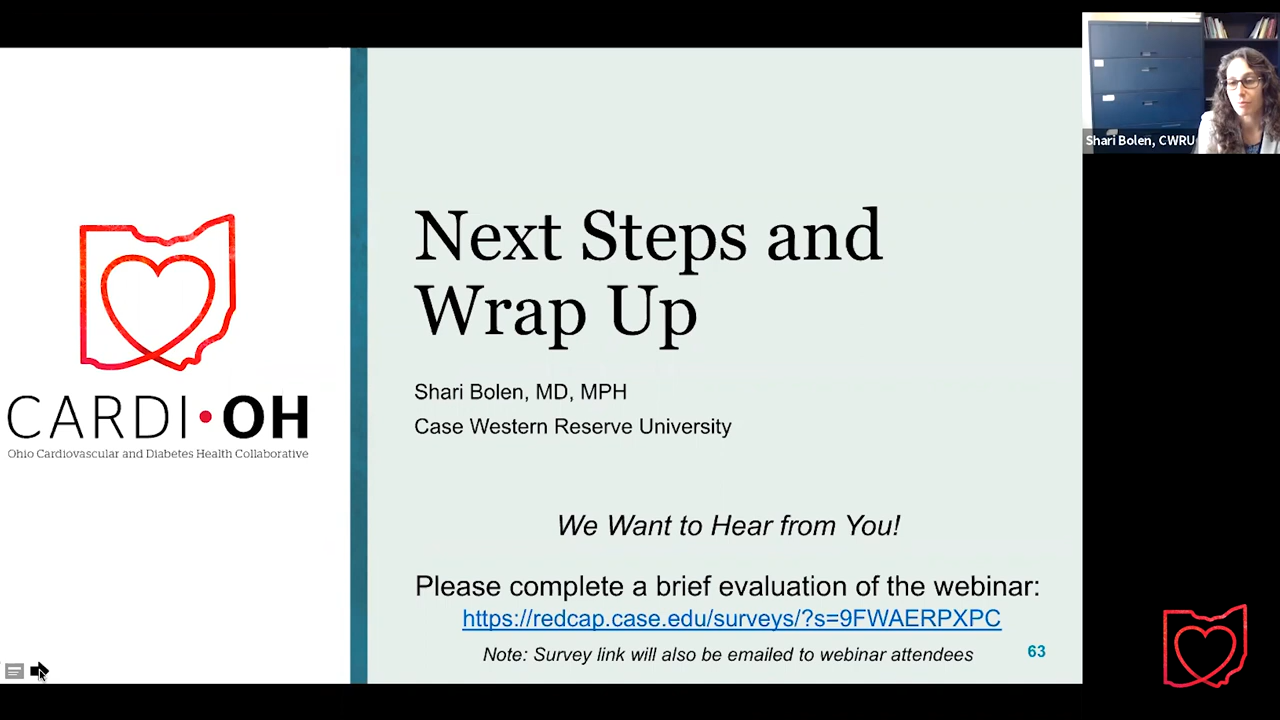 Shari Bolen, CWRU
Next Steps and
Wrap Up
Shari Bolen, MD, MPH
Case Western Reserve University
CARDI•OH
Ohio Cardiovascular and Diabetes Health Collaborative
We Want to Hear from You!
Please complete a brief evaluation of the webinar:
https://redcap.case.edu/surveys/?s=9FWAERPXPC
Note: Survey link will also be emailed to webinar attendees
63